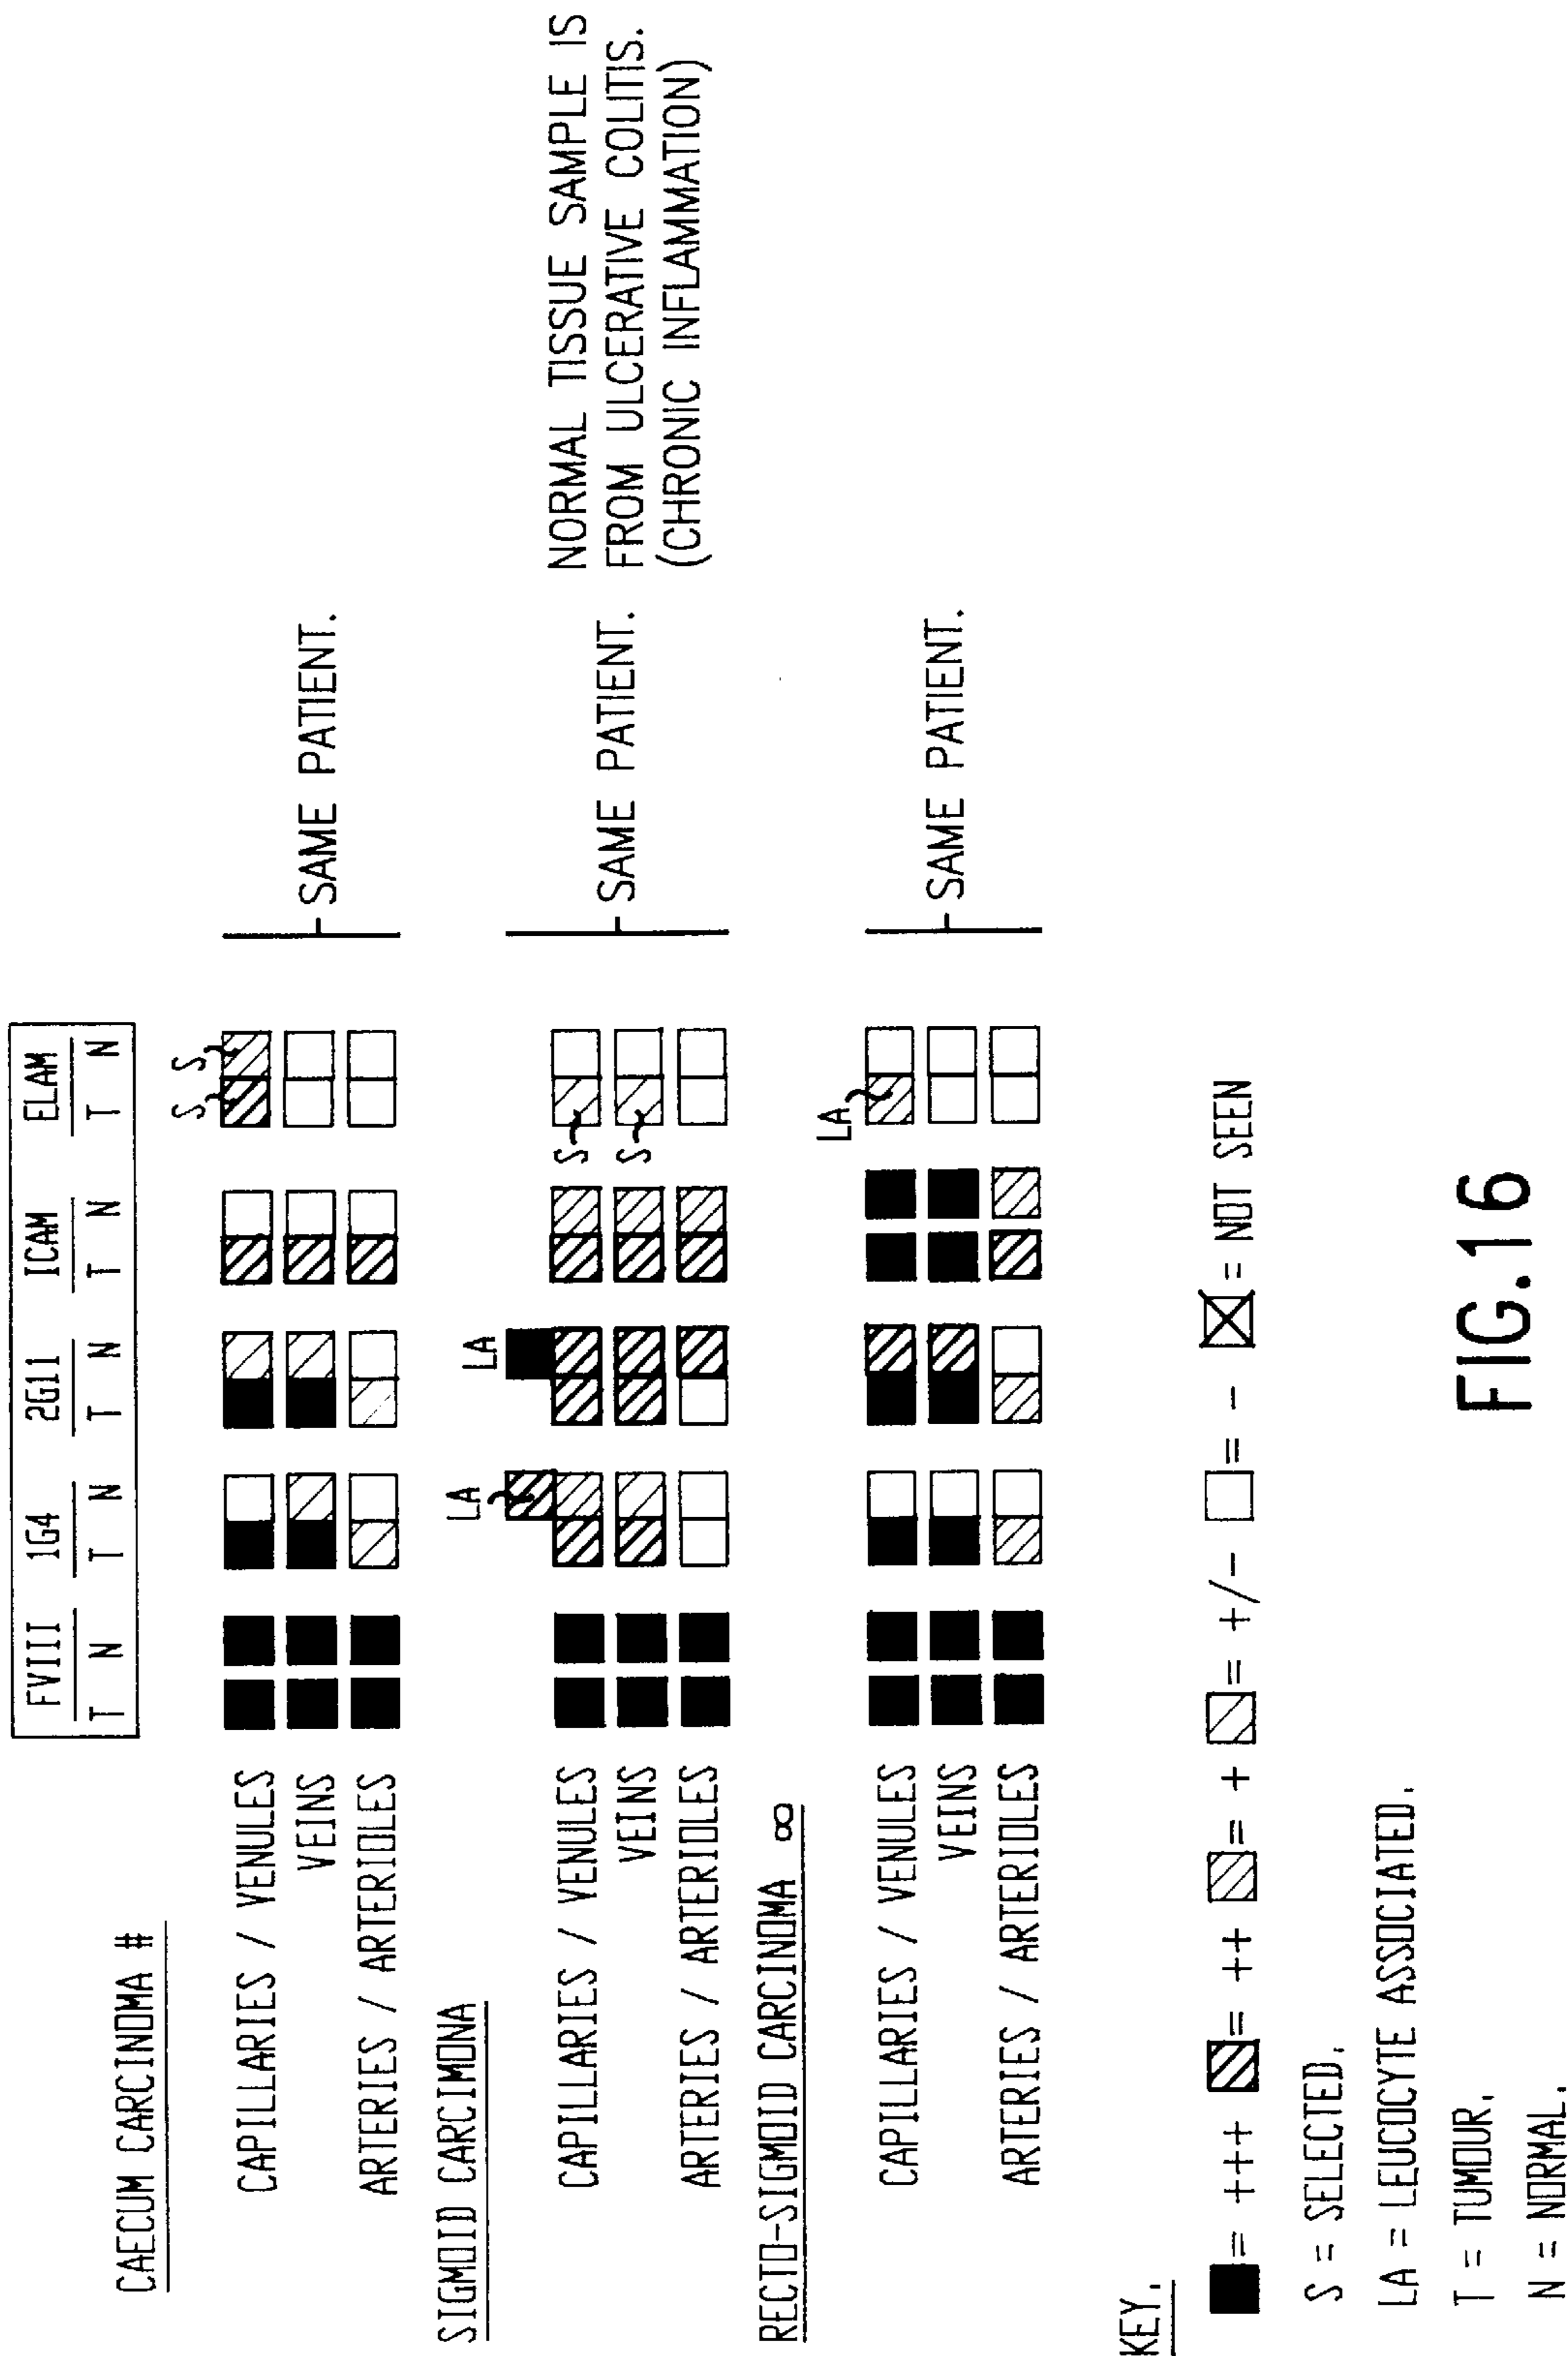 FVIII 1G4 2G11 ICAM ELAM
T N T N T N T N T N
CAECUM CARCINOMA #
S S
CAPILLARIES / VENULES
VEINS
ARTERIES / ARTERIOLES
SAME PATIENT.
SIGMOID CARCIMONA
LA LA
CAPILLARIES / VENULES
S
VEINS
S
ARTERIES / ARTERIOLES
SAME PATIENT.
NORMAL TISSUE SAMPLE IS
FROM ULCERATIVE COLITIS.
(CHRONIC INFLAMMATION)
RECTO-SIGMOID CARCINOMA 8
LA
CAPILLARIES / VENULES
VEINS
ARTERIES / ARTERIOLES
SAME PATIENT.
KEY.
= +++ = ++ = + = +/- = - = NOT SEEN
S = SELECTED.
LA = LEUCOCYTE ASSOCIATED.
T = TUMOUR.
N = NORMAL.
FIG.16